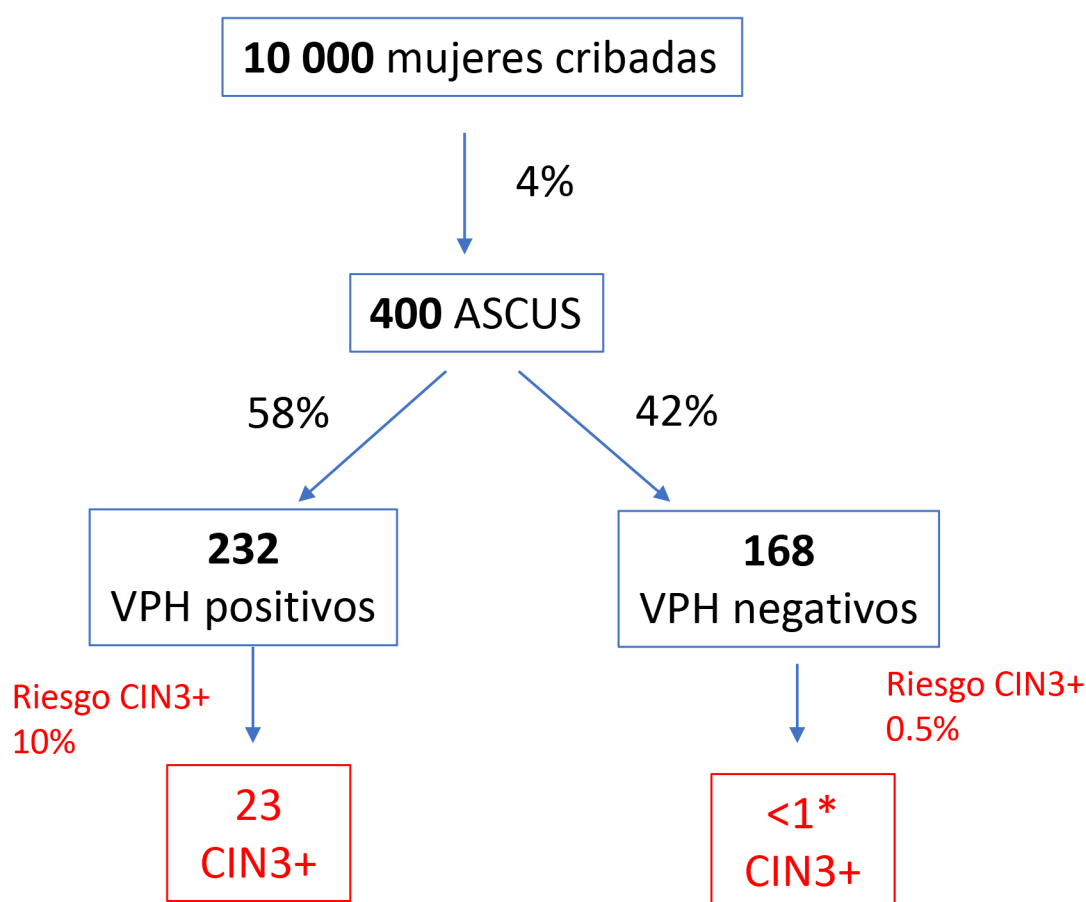 10 000 mujeres cribadas
4%
400 ASCUS
58%
42%
232
VPH positivos
168
VPH negativos
Riesgo CIN3+
10%
Riesgo CIN3+
0.5%
23
CIN3+
<1*
CIN3+